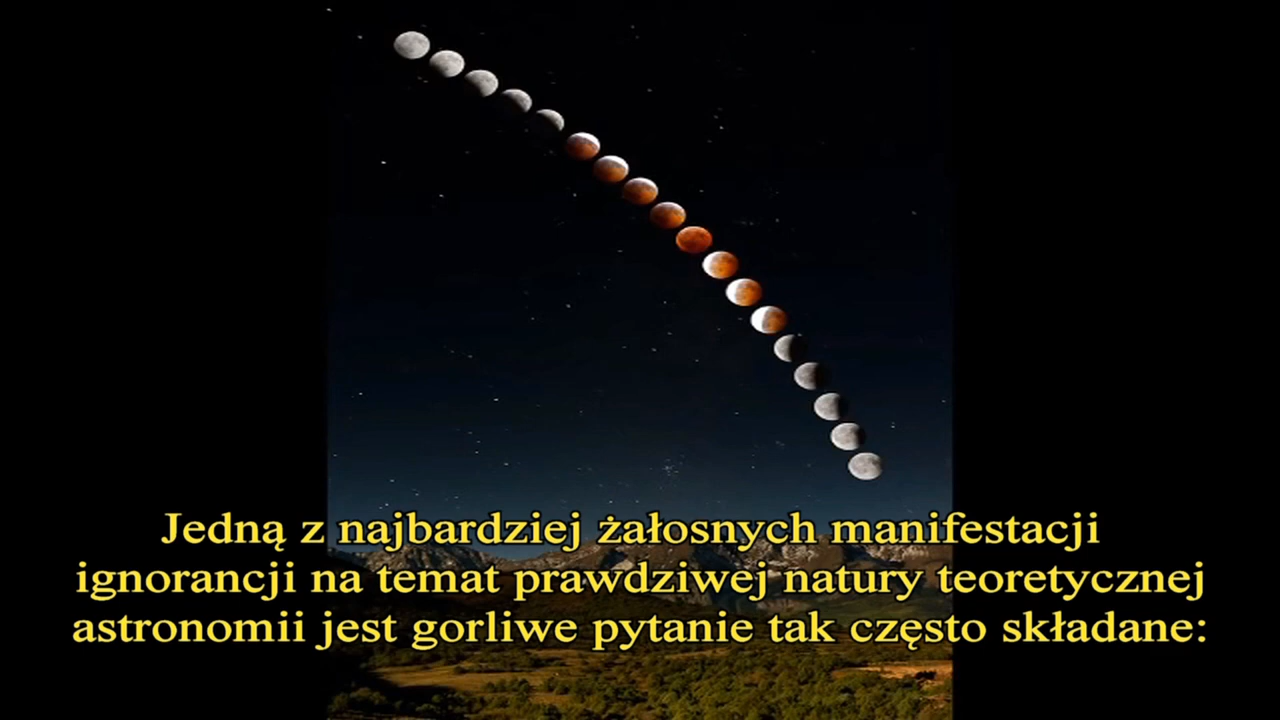 Jedną z najbardziej żałosnych manifestacji
ignorancji na temat prawdziwej natury teoretycznej
astronomii jest gorliwe pytanie tak często składane: